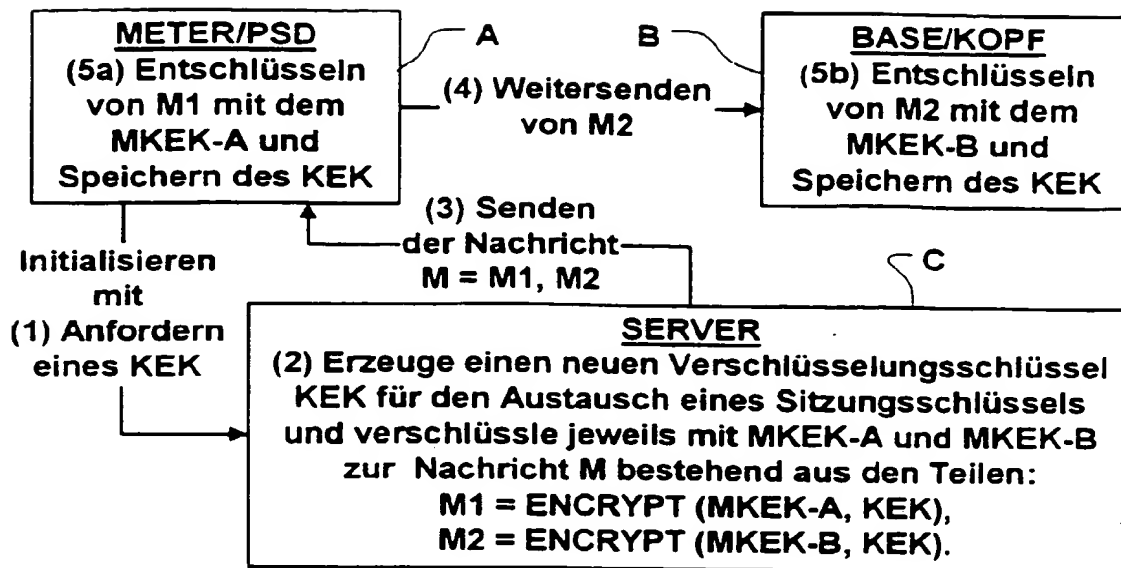 METER/PSD
(5a) Entschlüsseln
von M1 mit dem
MKEK-A und
Speichern des KEK
A
(4) Weitersenden
von M2
B
BASE/KOPF
(5b) Entschlüsseln
von M2 mit dem
MKEK-B und
Speichern des KEK
(3) Senden
der Nachricht
M = M1, M2
Initialisieren
mit
(1) Anfordern
eines KEK
C
SERVER
(2) Erzeuge einen neuen Verschlüsselungsschlüssel
KEK für den Austausch eines Sitzungsschlüssels
und verschlüssle jeweils mit MKEK-A und MKEK-B
zur Nachricht M bestehend aus den Teilen:
M1 = ENCRYPT (MKEK-A, KEK),
M2 = ENCRYPT (MKEK-B, KEK).